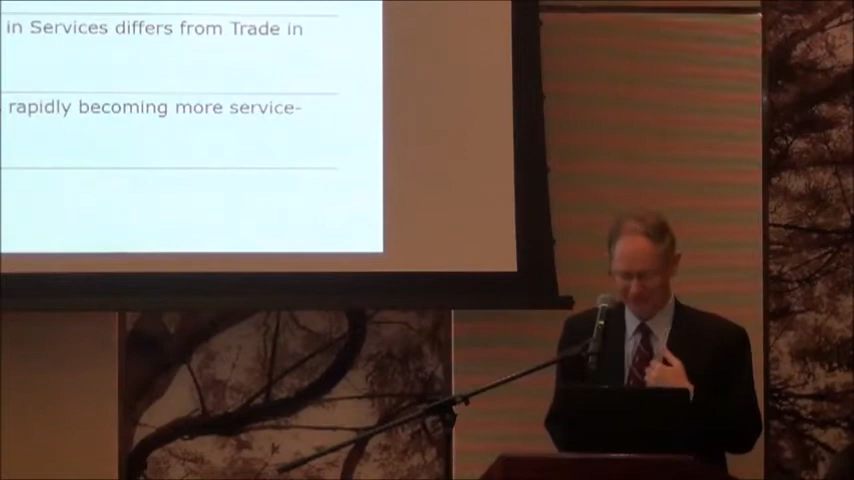 in Services differs from Trade in
rapidly becoming more service-